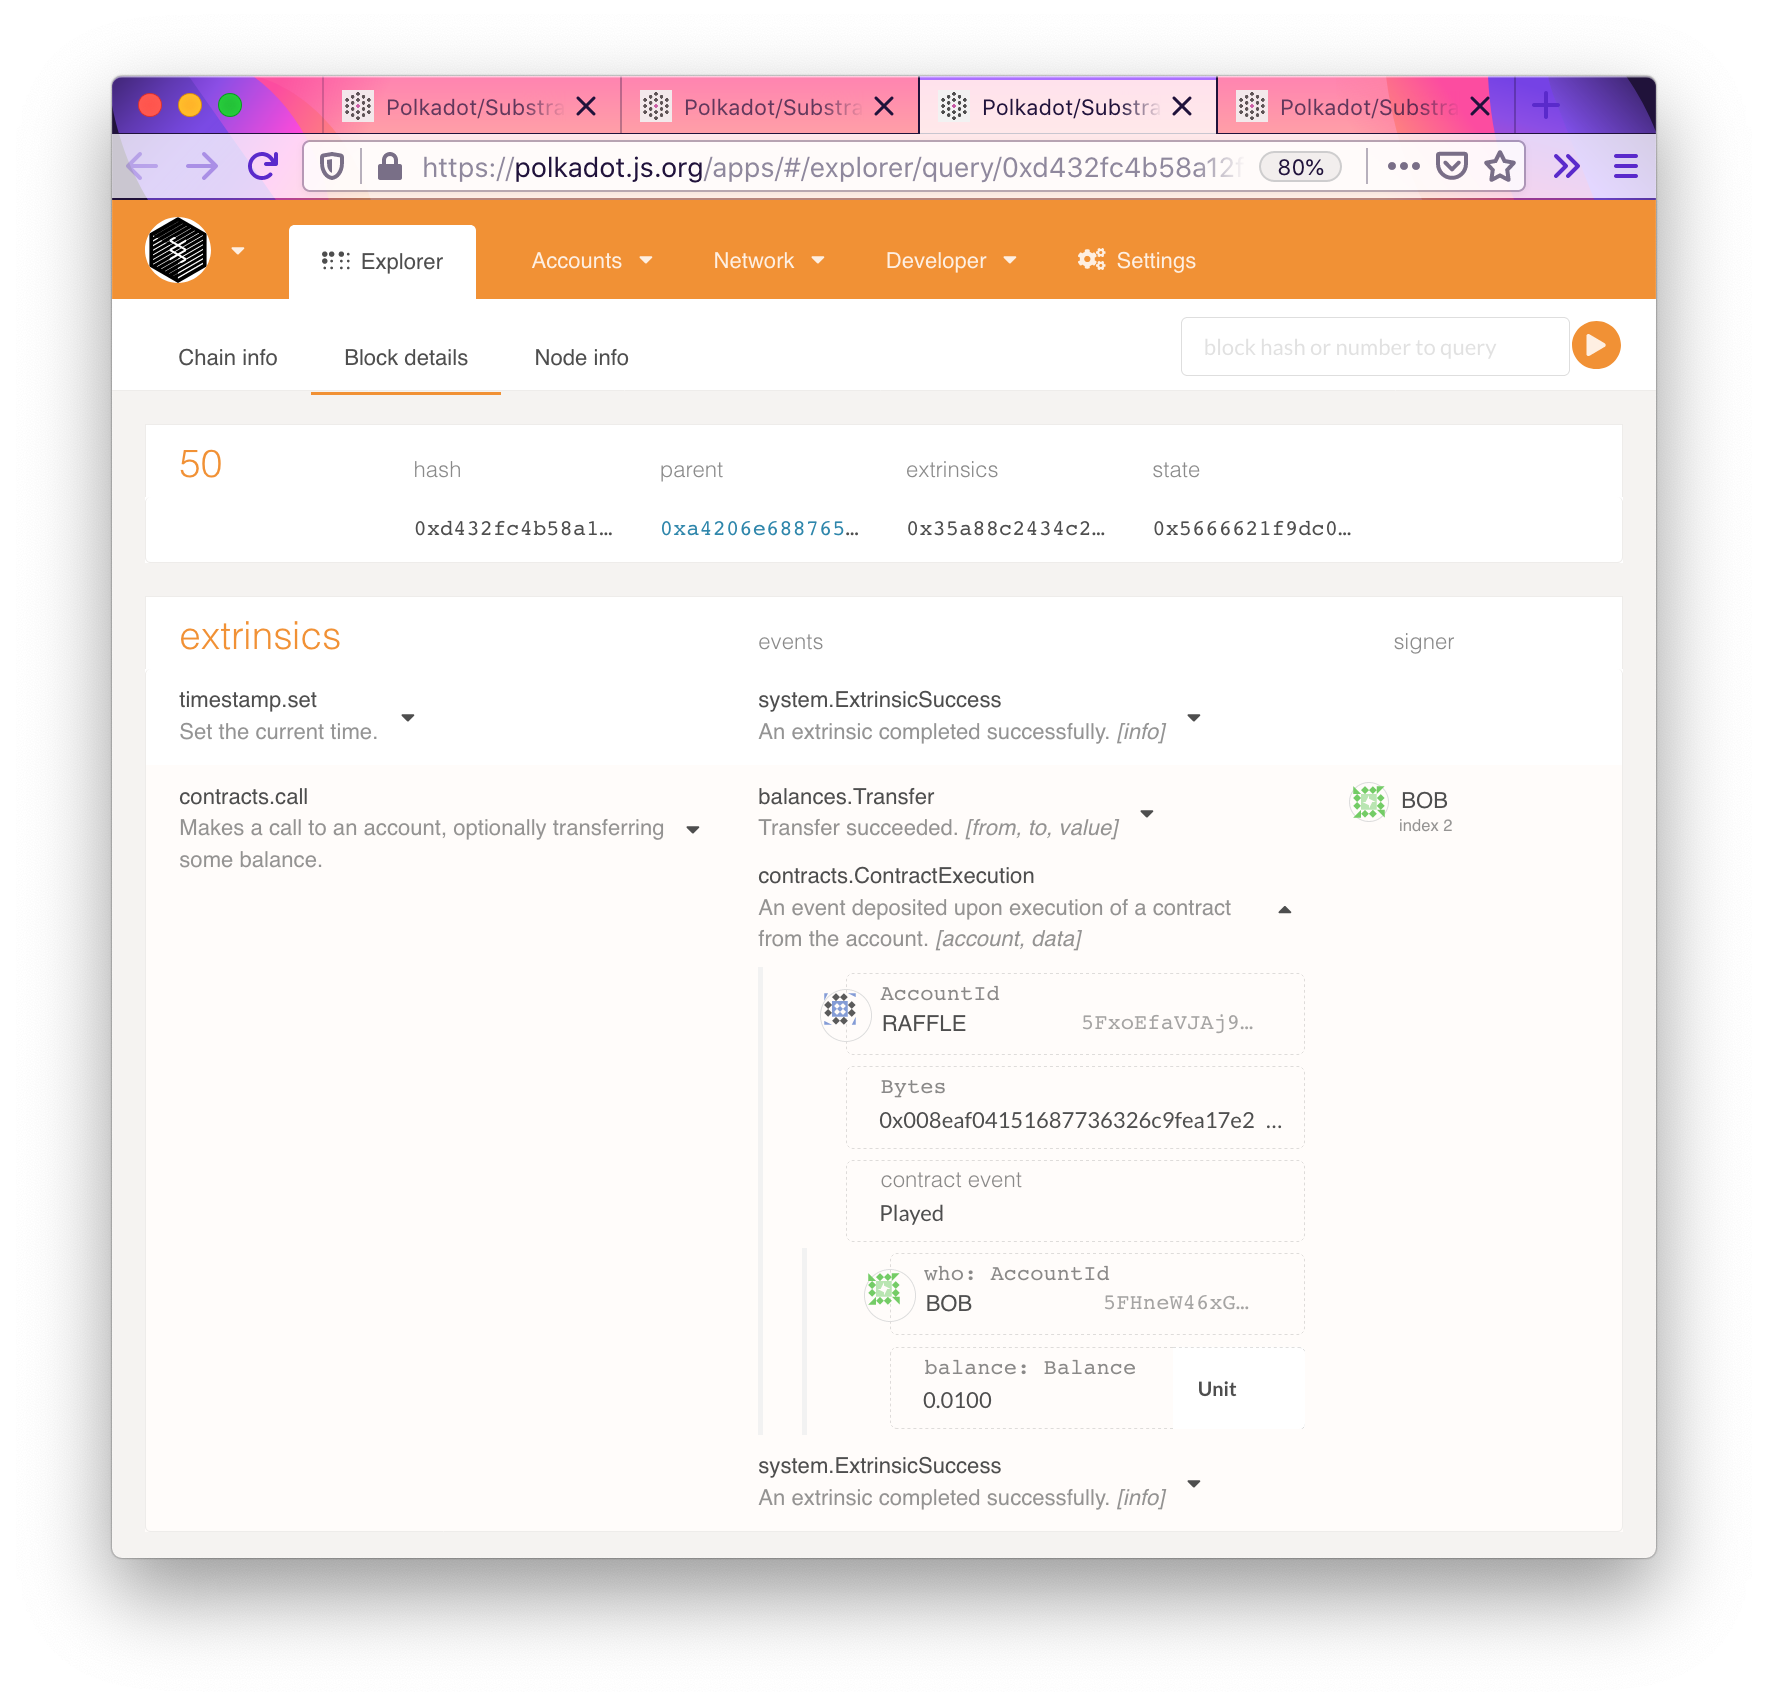 Polkadot/Substra
Polkadot/Substra
Polkadot/Substra
Polkadot/Substra
https://polkadot.js.org/apps/#/explorer/query/0xd432fc4b58a12f
80%
Explorer
Accounts
Network
Developer
Settings
Chain info
Block details
Node info
block hash or number to query
50
hash
parent
extrinsics
state
0xd432fc4b58a1…
0xa4206e688765…
0x35a88c2434c2…
0x5666621f9dc0…
extrinsics
events
signer
timestamp.set
Set the current time.
system.ExtrinsicSuccess
An extrinsic completed successfully. [info]
contracts.call
Makes a call to an account, optionally transferring
some balance.
balances.Transfer
Transfer succeeded. [from, to, value]
BOB
index 2
contracts.ContractExecution
An event deposited upon execution of a contract
from the account. [account, data]
AccountId
RAFFLE
5FxoEfaVJAj9…
Bytes
0x008eaf04151687736326c9fea17e2 …
contract event
Played
who: AccountId
BOB
5FHneW46xG…
balance: Balance
0.0100
Unit
system.ExtrinsicSuccess
An extrinsic completed successfully. [info]